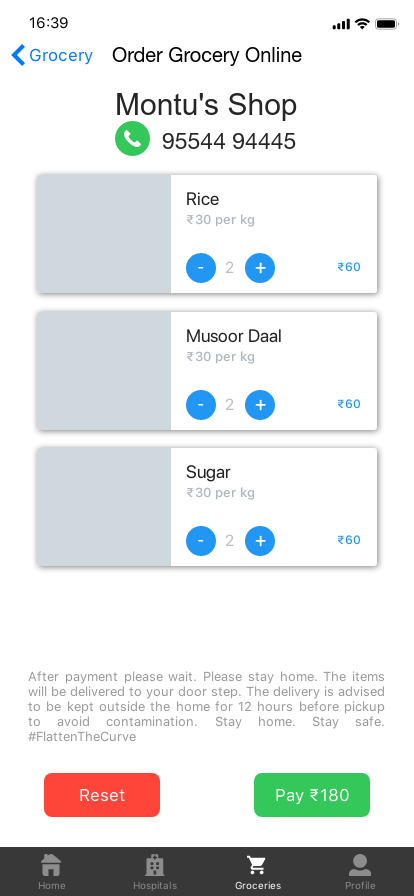 16:39
Grocery Order Grocery Online
Montu's Shop
95544 94445
Rice
₹30 per kg
- 2 + ₹60
Musoor Daal
₹30 per kg
- 2 + ₹60
Sugar
₹30 per kg
- 2 + ₹60
After payment please wait. Please stay home. The items
will be delivered to your door step. The delivery is advised
to be kept outside the home for 12 hours before pickup
to avoid contamination. Stay home. Stay safe.
#FlattenTheCurve
Reset Pay ₹180
Home Hospitals Groceries Profile